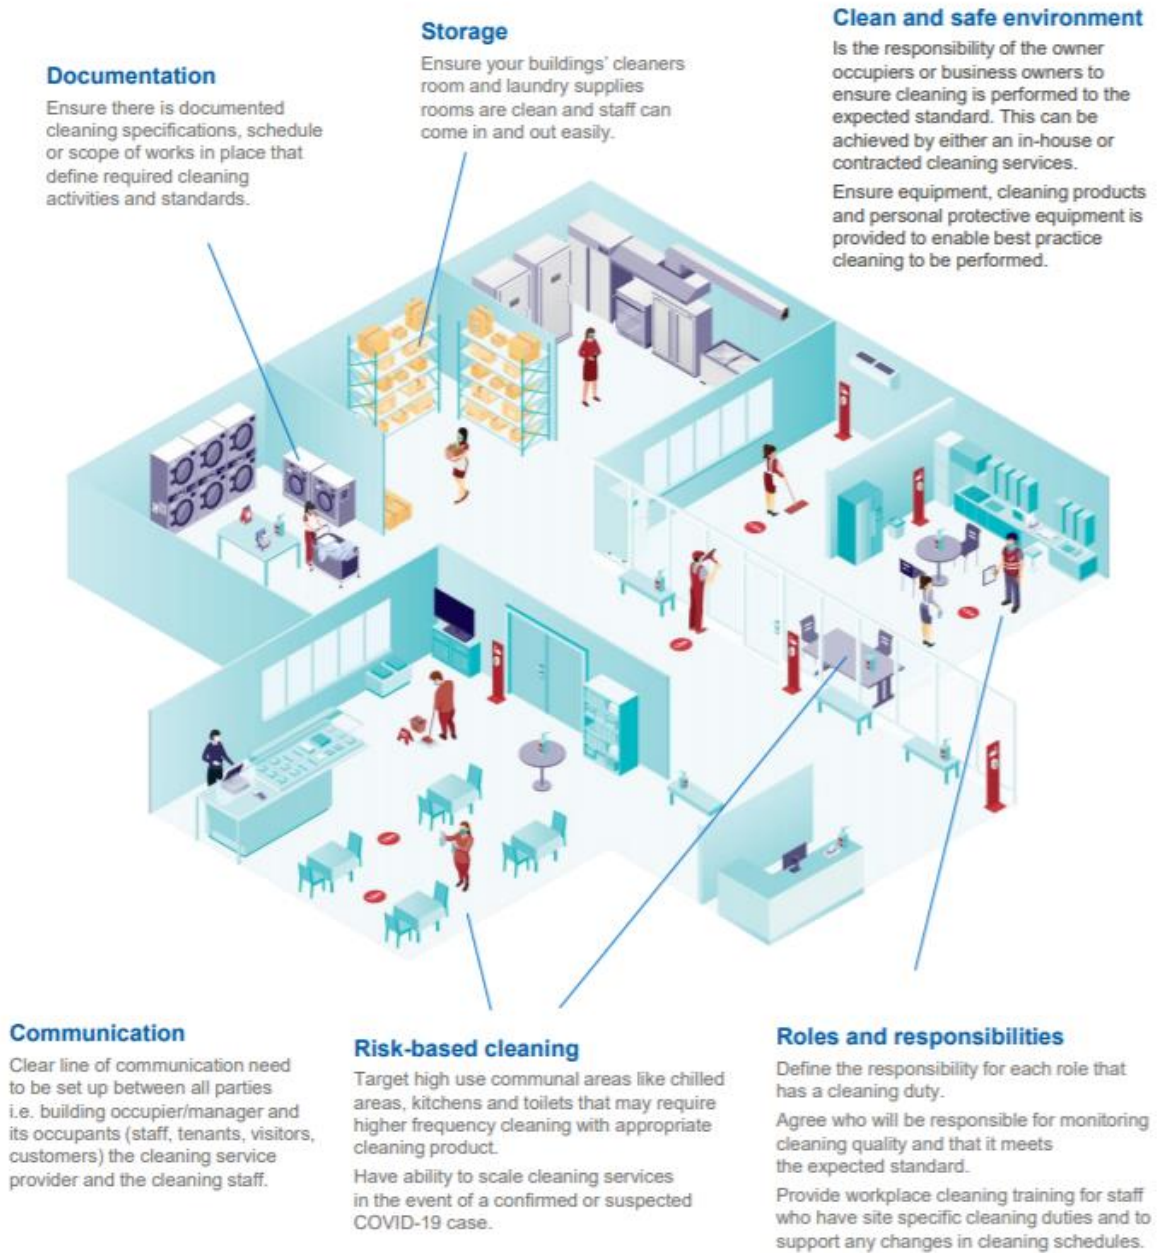 Documentation
Ensure there is documented
cleaning specifications, schedule
or scope of works in place that
define required cleaning
activities and standards.
Storage
Ensure your buildings' cleaners
room and laundry supplies
rooms are clean and staff can
come in and out easily.
Clean and safe environment
Is the responsibility of the owner
occupiers or business owners to
ensure cleaning is performed to the
expected standard. This can be
achieved by either an in-house or
contracted cleaning services.
Ensure equipment, cleaning products
and personal protective equipment is
provided to enable best practice
cleaning to be performed.
Communication
Clear line of communication need
to be set up between all parties
i.e. building occupier/manager and
its occupants (staff, tenants, visitors,
customers) the cleaning service
provider and the cleaning staff.
Risk-based cleaning
Target high use communal areas like chilled
areas, kitchens and toilets that may require
higher frequency cleaning with appropriate
cleaning product.
Have ability to scale cleaning services
in the event of a confirmed or suspected
COVID-19 case.
Roles and responsibilities
Define the responsibility for each role that
has a cleaning duty.
Agree who will be responsible for monitoring
cleaning quality and that it meets
the expected standard.
Provide workplace cleaning training for staff
who have site specific cleaning duties and to
support any changes in cleaning schedules.